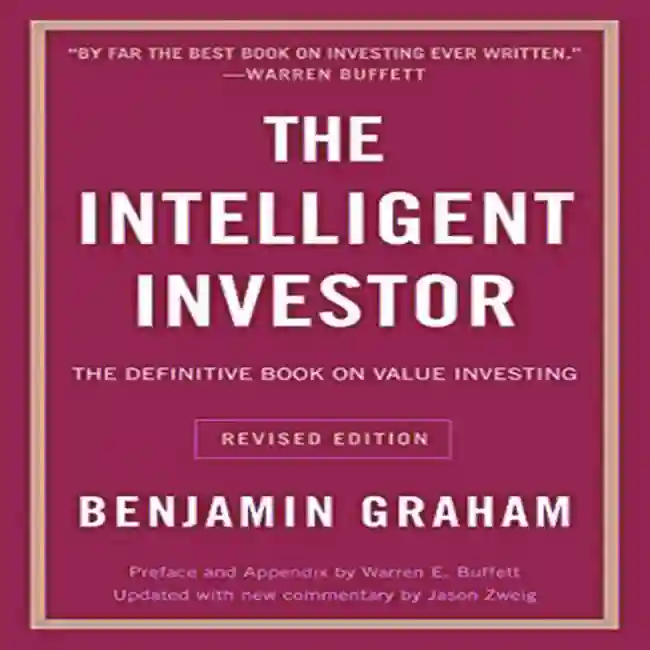 “BY FAR THE BEST BOOK ON INVESTING EVER WRITTEN.”
—WARREN BUFFETT
THE
INTELLIGENT
INVESTOR
THE DEFINITIVE BOOK ON VALUE INVESTING
REVISED EDITION
BENJAMIN GRAHAM
Preface and Appendix by Warren E. Buffett
Updated with new commentary by Jason Zweig